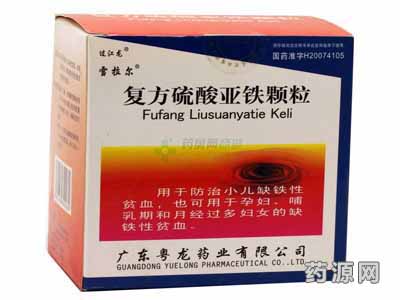 过江龙®
雷拉尔®
国药准字H20074105
复方硫酸亚铁颗粒
Fufang Liusuanyatie Keli
用于防治小儿缺铁性
贫血，也可用于孕妇、哺
乳期和月经过多妇女的缺
铁性贫血。
广东粤龙药业有限公司
GUANGDONG YUELONG PHARMACEUTICAL CO.,LTD.
药源网